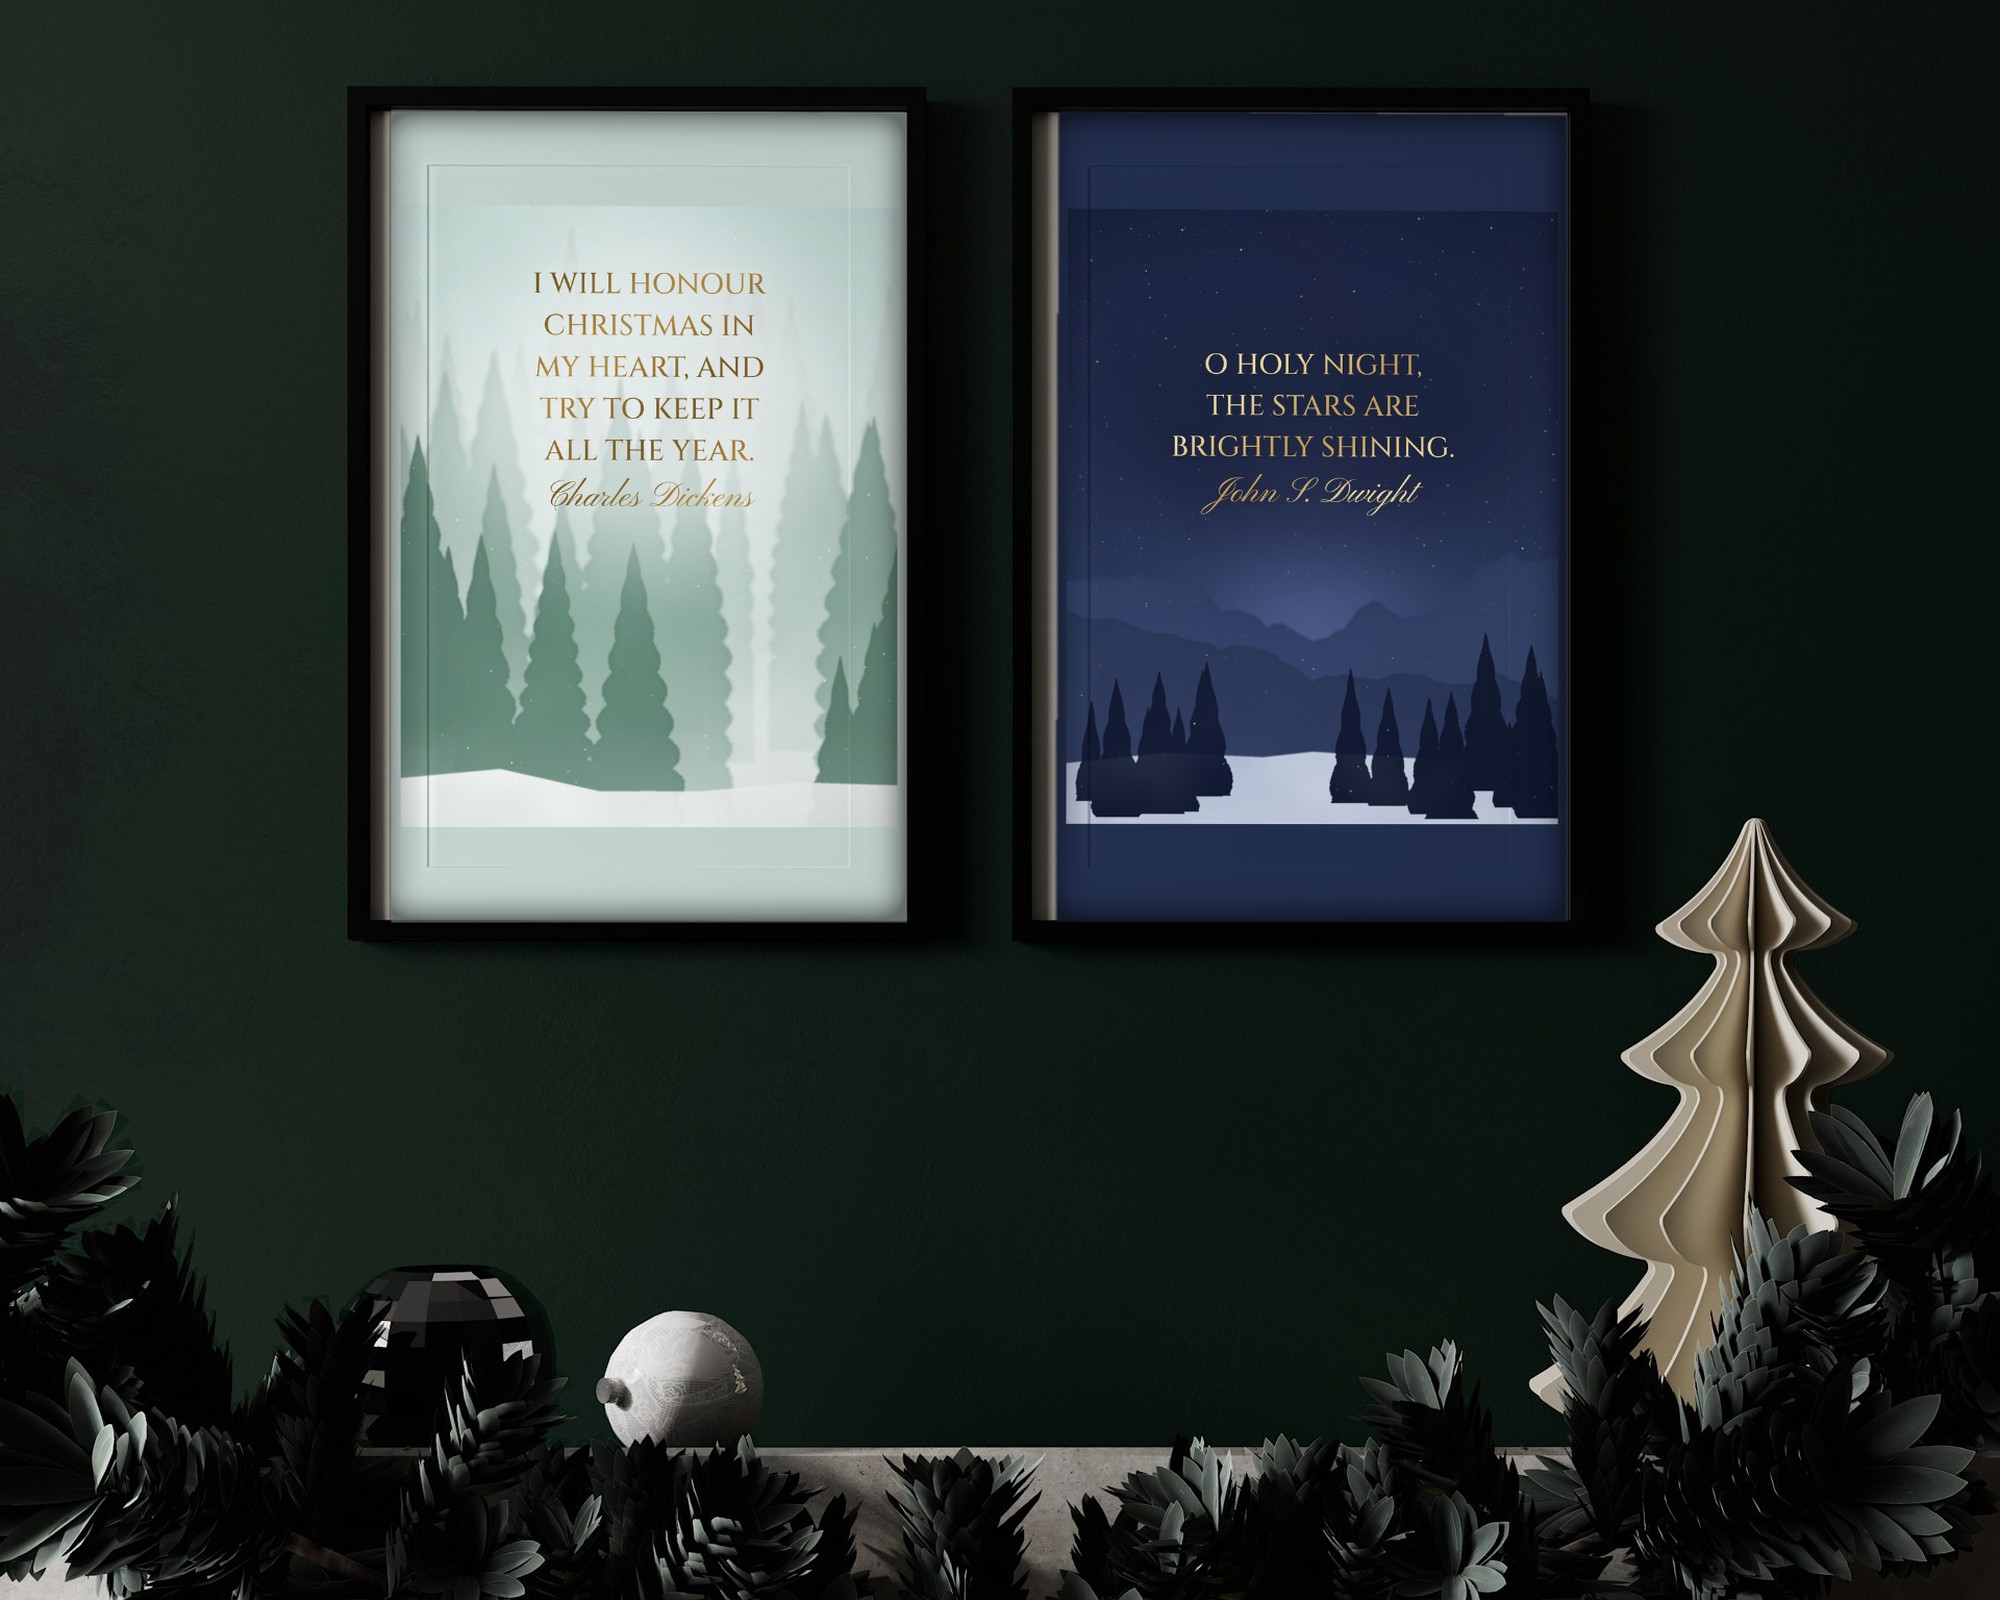 I WILL HONOUR
CHRISTMAS IN
MY HEART, AND
TRY TO KEEP IT
ALL THE YEAR.
Charles Dickens
O HOLY NIGHT,
THE STARS ARE
BRIGHTLY SHINING.
John S. Dwight